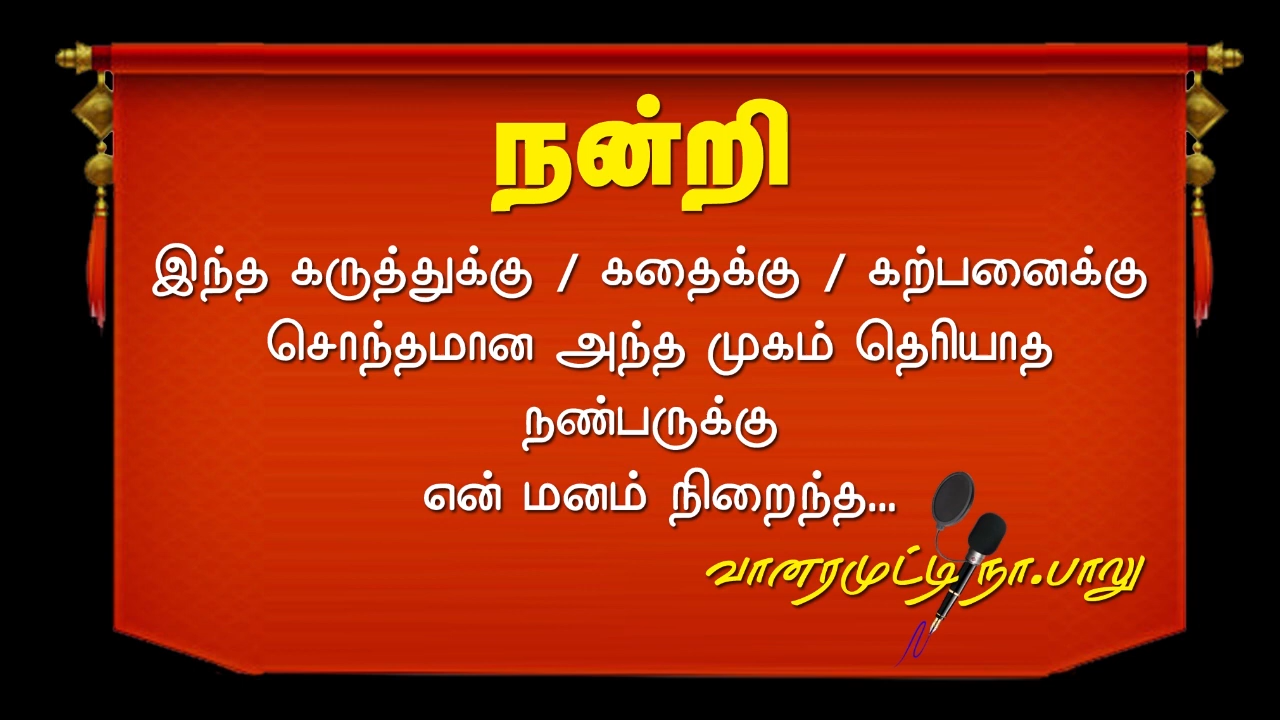 நன்றி
இந்த கருத்துக்கு / கதைக்கு / கற்பனைக்கு
சொந்தமான அந்த முகம் தெரியாத
நண்பருக்கு
என் மனம் நிறைந்த...
வானரமுட்டி நா.பாலு